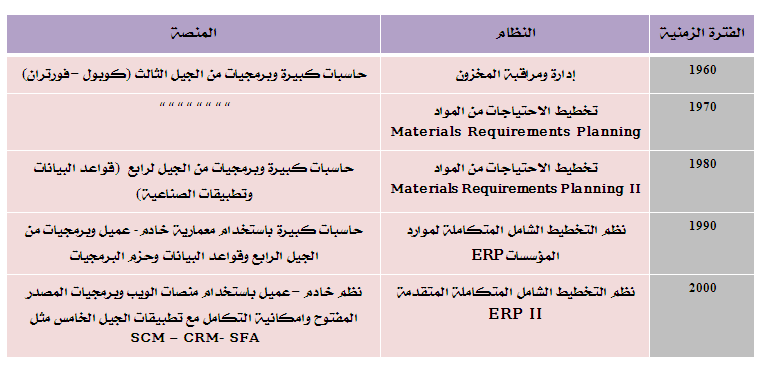 الفترة الزمنية
النظام
المنصة
1960
إدارة ومراقبة المخزون
حاسبات كبيرة وبرمجيات من الجيل الثالث (كوبول –فورتران)
1970
تخطيط الاحتياجات من المواد
Materials Requirements Planning
“ “ “ “ “ “ “ “
1980
تخطيط الاحتياجات من المواد
Materials Requirements Planning II
حاسبات كبيرة وبرمجيات من الجيل لرابع (قواعد البيانات
وتطبيقات الصناعية)
1990
نظم التخطيط الشامل المتكاملة لموارد
المؤسسات ERP
حاسبات كبيرة باستخدام معمارية خادم- عميل وبرمجيات من
الجيل الرابع وقواعد البيانات وحزم البرمجيات
2000
نظم التخطيط الشامل المتكاملة المتقدمة
ERP II
نظم خادم –عميل باستخدام منصات الويب وبرمجيات المصدر
المفتوح وامكانية التكامل مع تطبيقات الجيل الخامس مثل
SCM – CRM- SFA